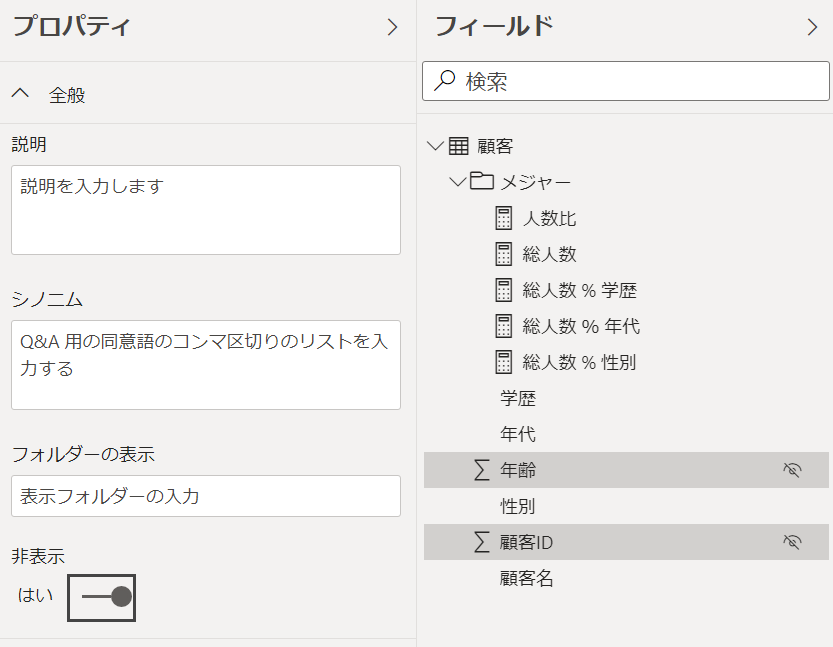 プロパティ
全般
説明
説明を入力します
シノニム
Q&A 用の同意語のコンマ区切りのリストを入
力する
フォルダーの表示
表示フォルダーの入力
非表示
はい
フィールド
検索
顧客
メジャー
人数比
総人数
総人数 % 学歴
総人数 % 年代
総人数 % 性別
学歴
年代
年齢
性別
顧客ID
顧客名